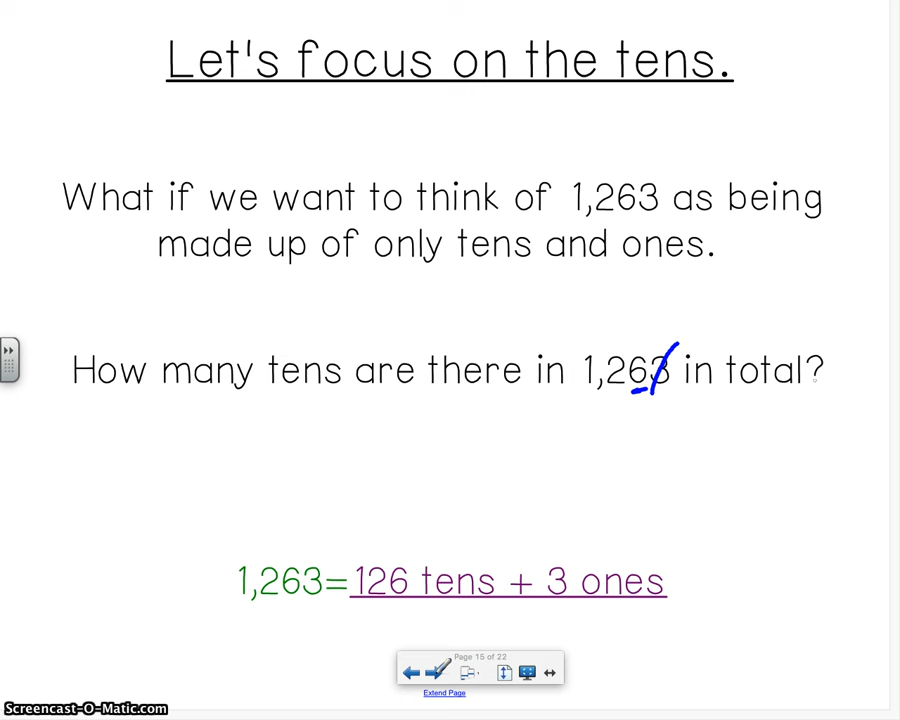 Let's focus on the tens.
What if we want to think of 1,263 as being
made up of only tens and ones.
How many tens are there in 1,263 in total?
1,263=126 tens + 3 ones
Page 15 of 22
Extend Page
Screencast-O-Matic.com